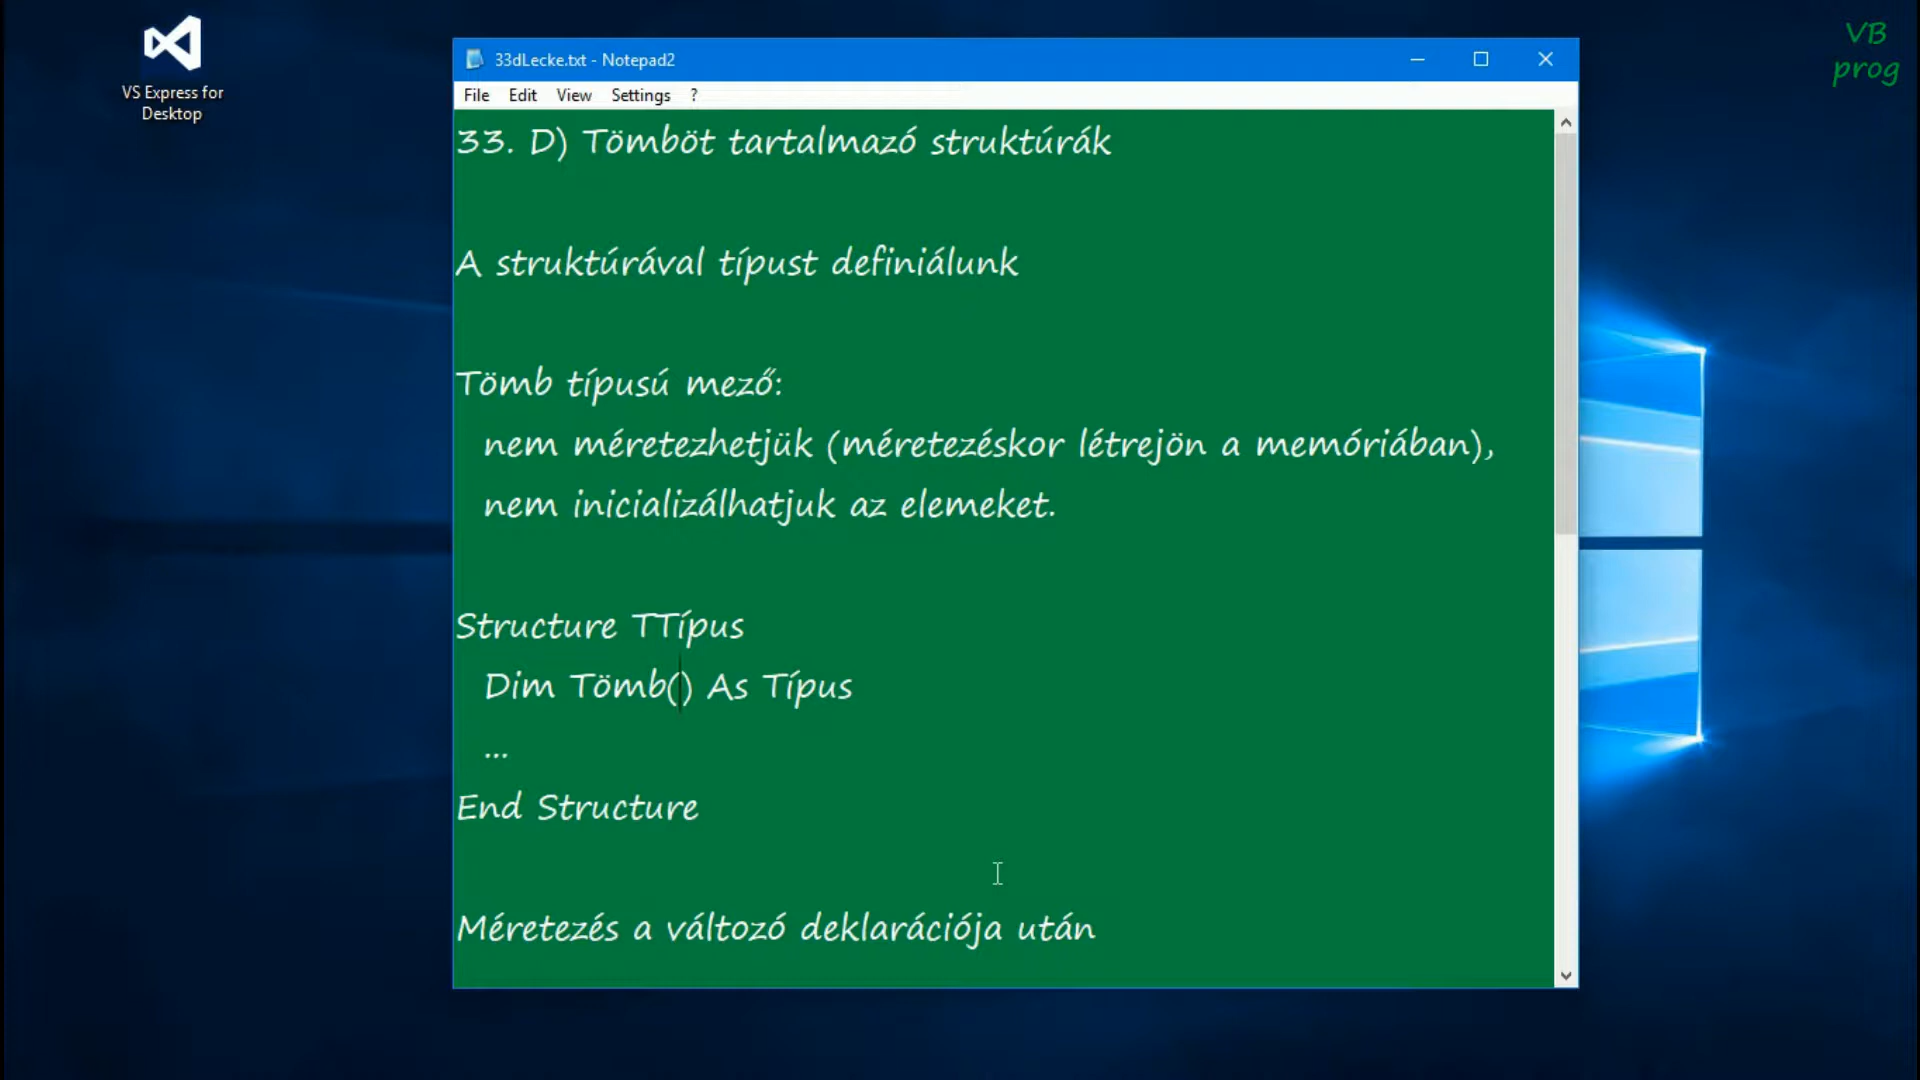 VS Express for
Desktop
VB
prog
33dLecke.txt - Notepad2
File Edit View Settings ?
33. D) Tömböt tartalmazó struktúrák
A struktúrával típust definiálunk
Tömb típusú mező:
nem méretezhetjük (méretezéskor létrejön a memóriában),
nem inicializálhatjuk az elemeket.
Structure TTípus
Dim Tömb() As Típus
...
End Structure
Méretezés a változó deklarációja után